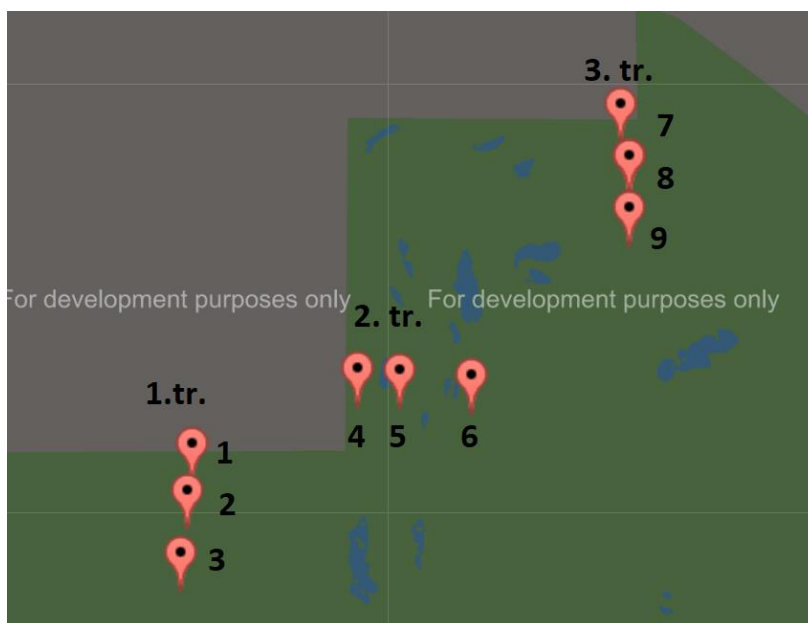 3. tr.
7
8
9
For development purposes only
For development purposes only
2. tr.
1.tr.
4
5
6
1
2
3